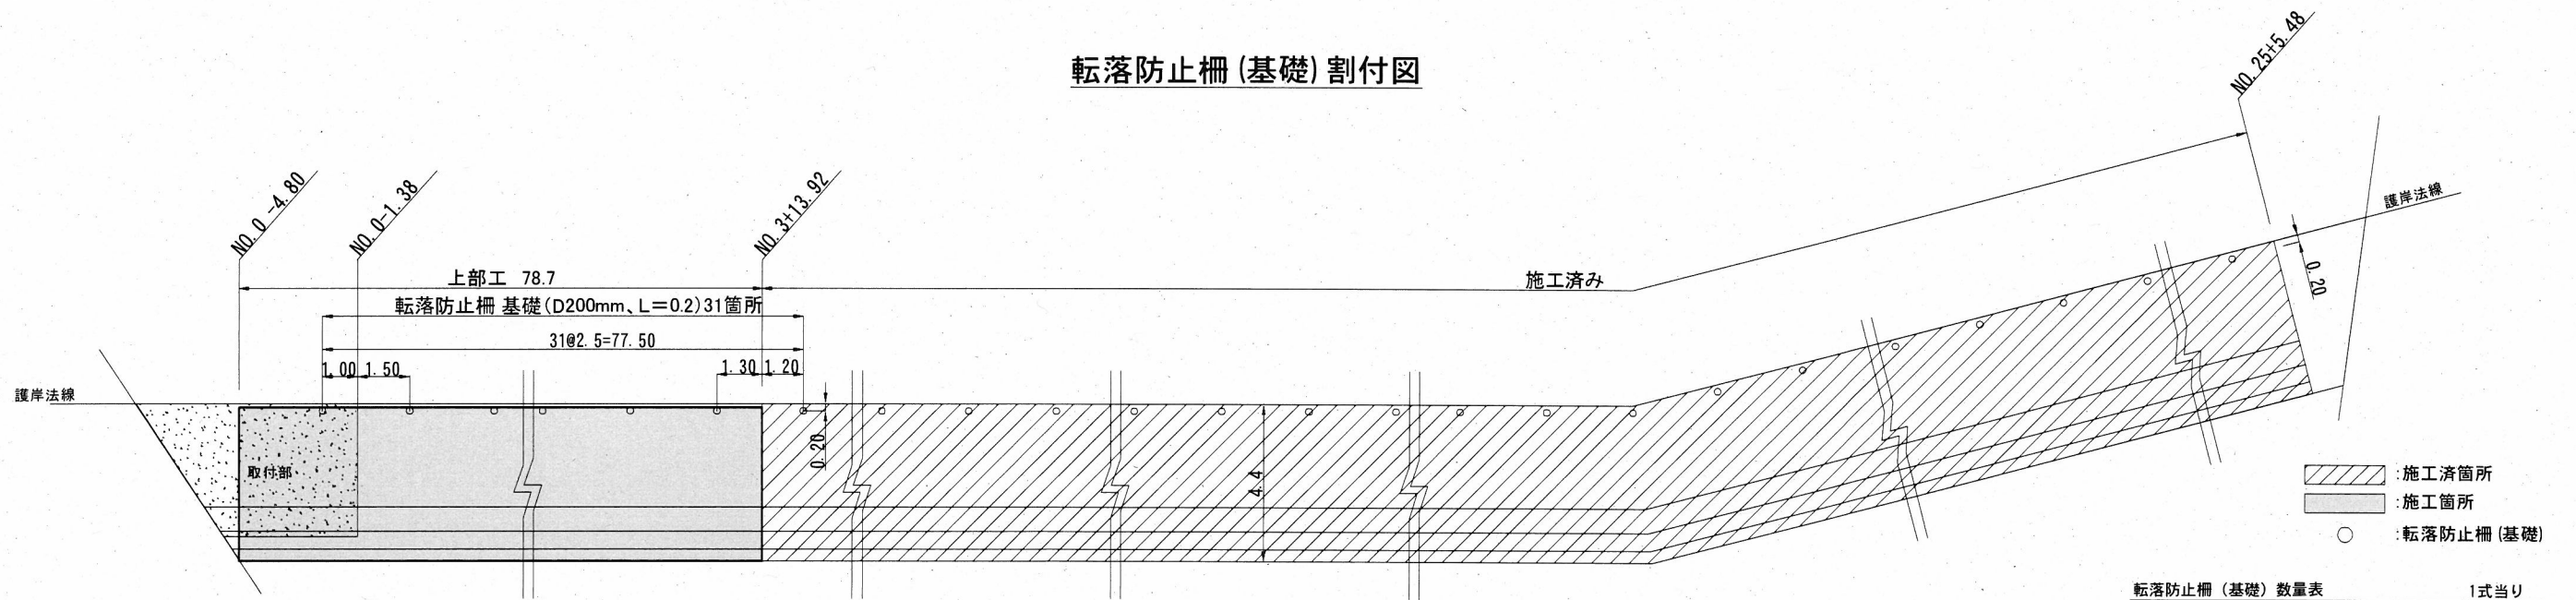 転落防止柵(基礎)割付図
NO.25+5.48
NO.0 -4.80
NO.0-1.38
NO.3+13.92
護岸法線
上部工 78.7
施工済み
0.20
転落防止柵 基礎(D200mm、L=0.2)31箇所
31@2.5=77.50
1.00 1.50
1.30 1.20
護岸法線
0.20
取付部
4.4
:施工済箇所
:施工箇所
:転落防止柵(基礎)
転落防止柵(基礎)数量表 1式当り